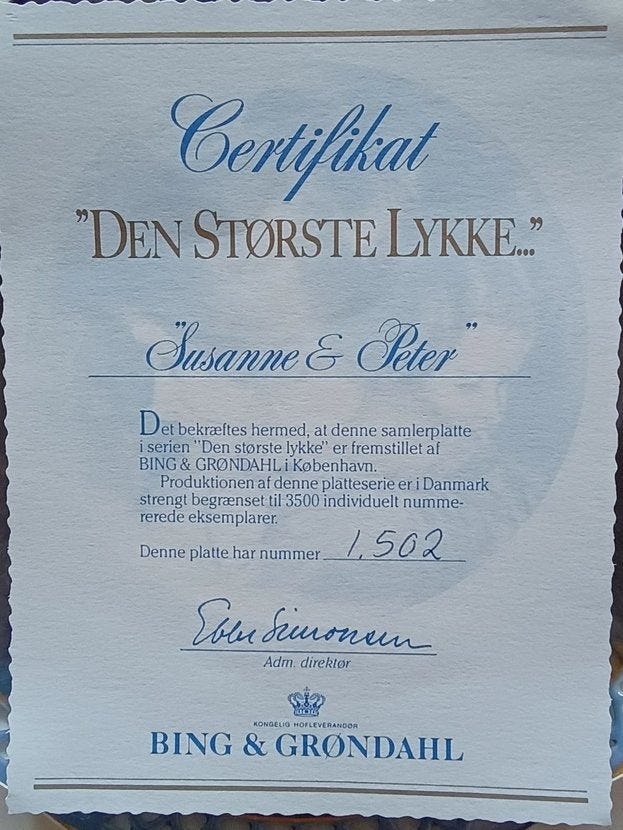 Certifikat
"DEN STØRSTE LYKKE..."
"Susanne & Peter"
Det bekræftes hermed, at denne samlerplatte
i serien "Den største lykke" er fremstillet af
BING & GRØNDAHL i København.
Produktionen af denne platteserie er i Danmark
strengt begrænset til 3500 individuelt numme-
rerede eksemplarer.
Denne platte har nummer 1.502
Ebbe Simonsen
Adm. direktør
KONGELIG HOFLEVERANDØR
BING & GRØNDAHL